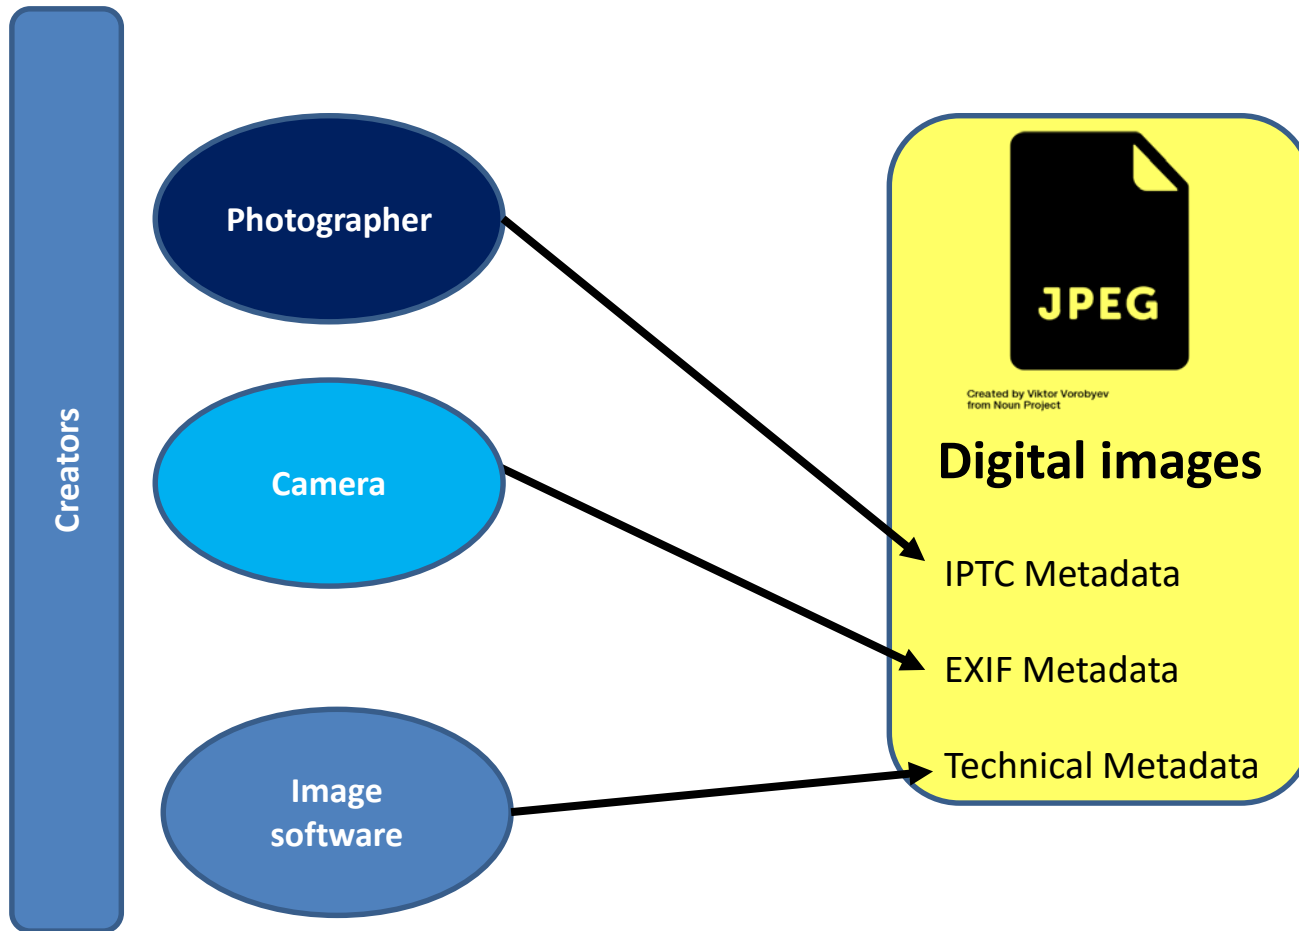 Creators
Photographer
Camera
Image
software
JPEG
Created by Viktor Vorobyev
from Noun Project
Digital images
IPTC Metadata
EXIF Metadata
Technical Metadata